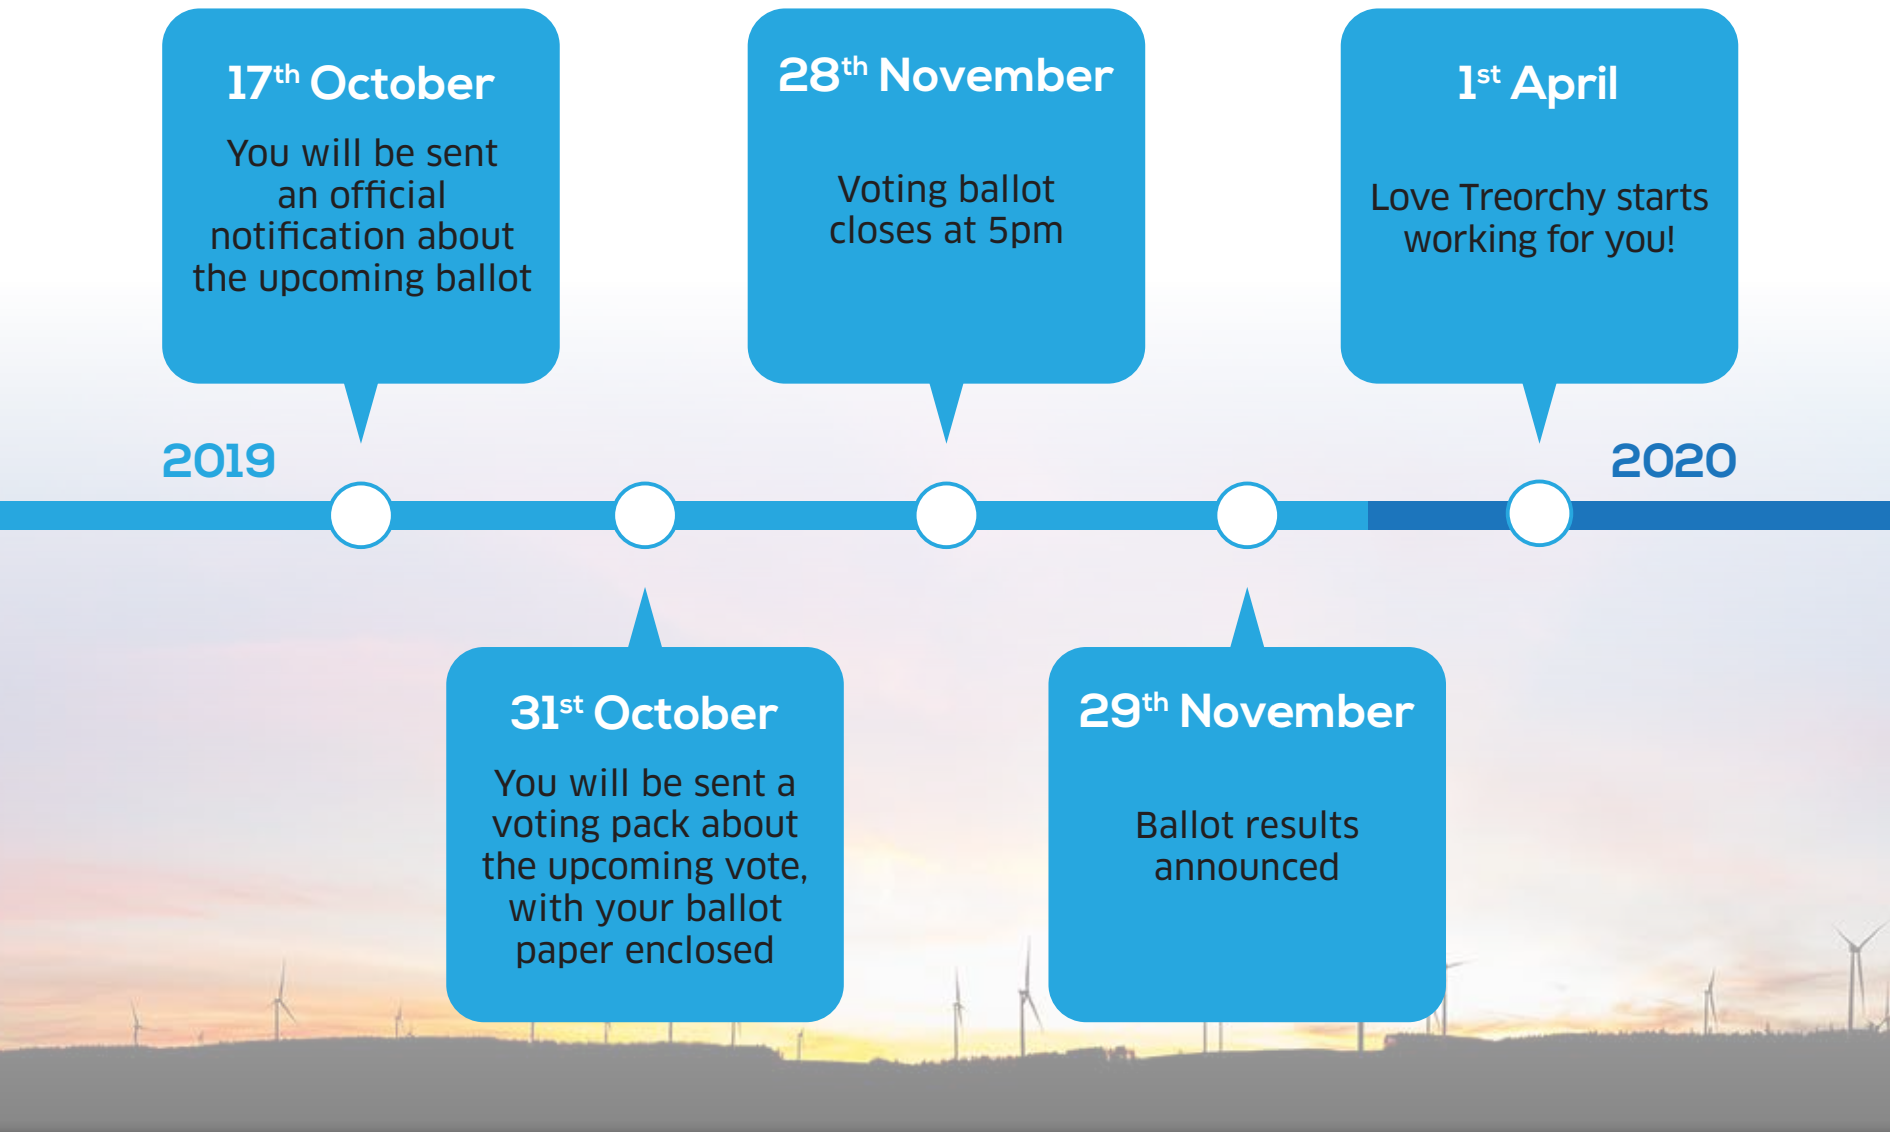 17th October
You will be sent
an official
notification about
the upcoming ballot
28th November
Voting ballot
closes at 5pm
1st April
Love Treorchy starts
working for you!
2019
2020
31st October
You will be sent a
voting pack about
the upcoming vote,
with your ballot
paper enclosed
29th November
Ballot results
announced